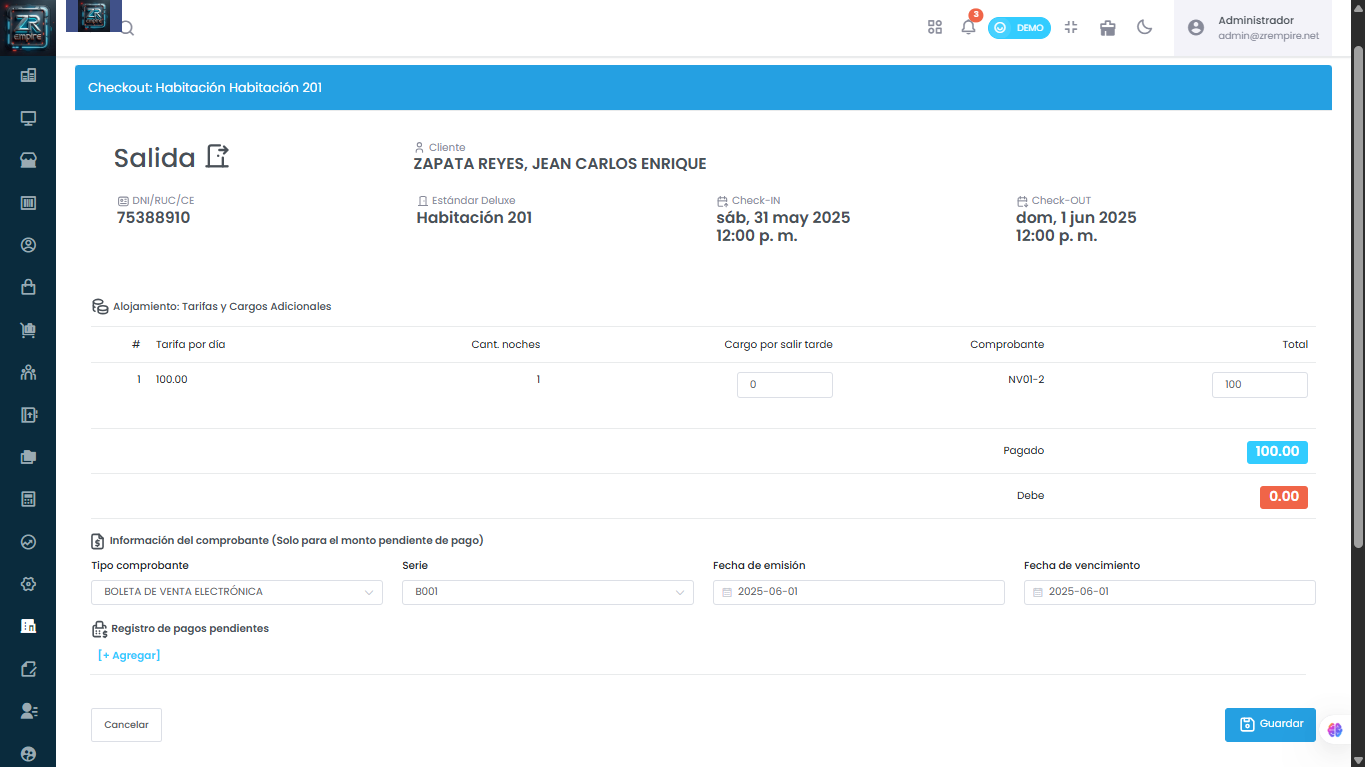 ZR
EMPIRE
3
DEMO
Administrador
admin@zrempire.net
Checkout: Habitación Habitación 201
Salida
Cliente
ZAPATA REYES, JEAN CARLOS ENRIQUE
DNI/RUC/CE
75388910
Estándar Deluxe
Habitación 201
Check-IN
sáb, 31 may 2025
12:00 p. m.
Check-OUT
dom, 1 jun 2025
12:00 p. m.
Alojamiento: Tarifas y Cargos Adicionales
# Tarifa por día Cant. noches Cargo por salir tarde Comprobante Total
1 100.00 1 0 NV01-2 100
Pagado 100.00
Debe 0.00
Información del comprobante (Solo para el monto pendiente de pago)
Tipo comprobante Serie Fecha de emisión Fecha de vencimiento
BOLETA DE VENTA ELECTRÓNICA B001 2025-06-01 2025-06-01
Registro de pagos pendientes
[+ Agregar]
Cancelar Guardar